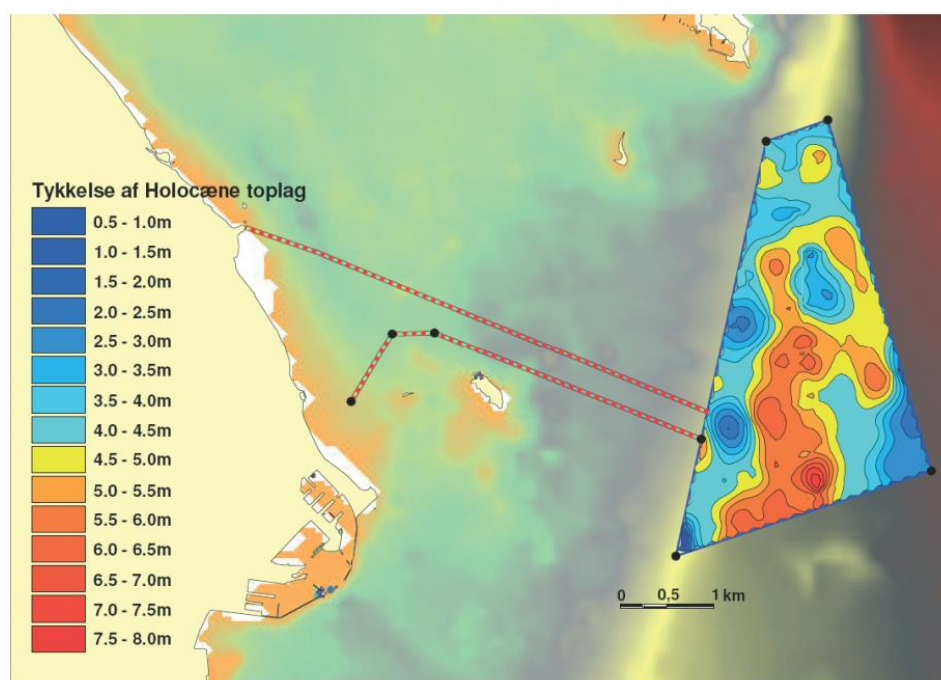 Tykkelse af Holocæne toplag
0.5 - 1.0m
1.0 - 1.5m
1.5 - 2.0m
2.0 - 2.5m
2.5 - 3.0m
3.0 - 3.5m
3.5 - 4.0m
4.0 - 4.5m
4.5 - 5.0m
5.0 - 5.5m
5.5 - 6.0m
6.0 - 6.5m
6.5 - 7.0m
7.0 - 7.5m
7.5 - 8.0m
0 0,5 1 km